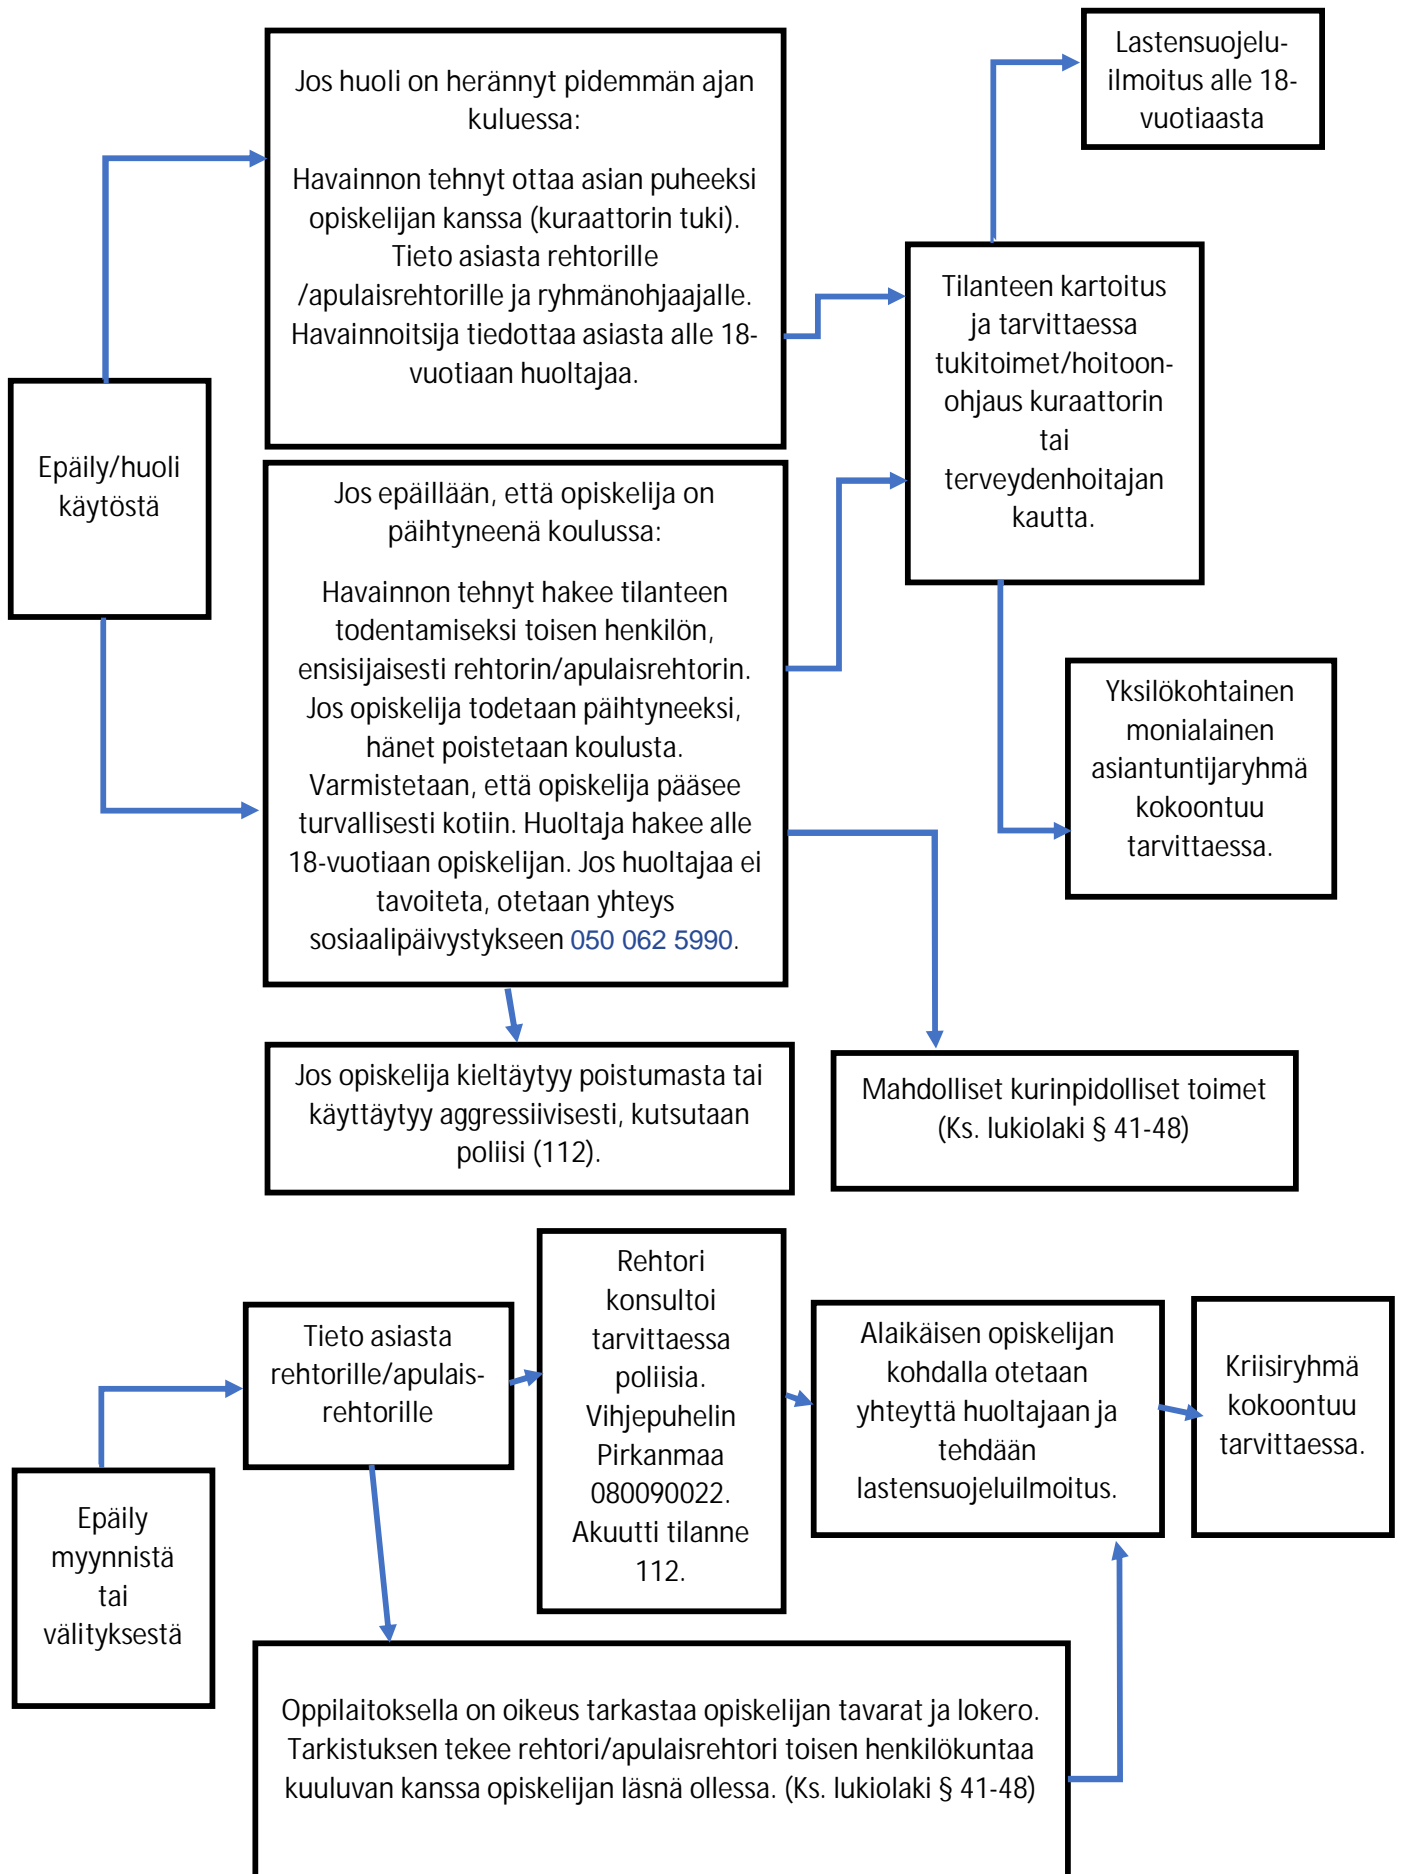 Jos huoli on herännyt pidemmän ajan
kuluessa:
Havainnon tehnyt ottaa asian puheeksi
opiskelijan kanssa (kuraattorin tuki).
Tieto asiasta rehtorille
/apulaisrehtorille ja ryhmänohjaajalle.
Havainnoitsija tiedottaa asiasta alle 18-
vuotiaan huoltajaa.
Lastensuojelu-
ilmoitus alle 18-
vuotiaasta
Tilanteen kartoitus
ja tarvittaessa
tukitoimet/hoitoon-
ohjaus kuraattorin
tai
terveydenhoitajan
kautta.
Epäily/huoli
käytöstä
Jos epäillään, että opiskelija on
päihtyneenä koulussa:
Havainnon tehnyt hakee tilanteen
todentamiseksi toisen henkilön,
ensisijaisesti rehtorin/apulaisrehtorin.
Jos opiskelija todetaan päihtyneeksi,
hänet poistetaan koulusta.
Varmistetaan, että opiskelija pääsee
turvallisesti kotiin. Huoltaja hakee alle
18-vuotiaan opiskelijan. Jos huoltajaa ei
tavoiteta, otetaan yhteys
sosiaalipäivystykseen 050 062 5990.
Yksilökohtainen
monialainen
asiantuntijaryhmä
kokoontuu
tarvittaessa.
Jos opiskelija kieltäytyy poistumasta tai
käyttäytyy aggressiivisesti, kutsutaan
poliisi (112).
Mahdolliset kurinpidolliset toimet
(Ks. lukiolaki § 41-48)
Epäily
myynnistä
tai
välityksestä
Tieto asiasta
rehtorille/apulais-
rehtorille
Rehtori
konsultoi
tarvittaessa
poliisia.
Vihjepuhelin
Pirkanmaa
080090022.
Akuutti tilanne
112.
Alaikäisen opiskelijan
kohdalla otetaan
yhteyttä huoltajaan ja
tehdään
lastensuojeluilmoitus.
Kriisiryhmä
kokoontuu
tarvittaessa.
Oppilaitoksella on oikeus tarkastaa opiskelijan tavarat ja lokero.
Tarkistuksen tekee rehtori/apulaisrehtori toisen henkilökuntaa
kuuluvan kanssa opiskelijan läsnä ollessa. (Ks. lukiolaki § 41-48)